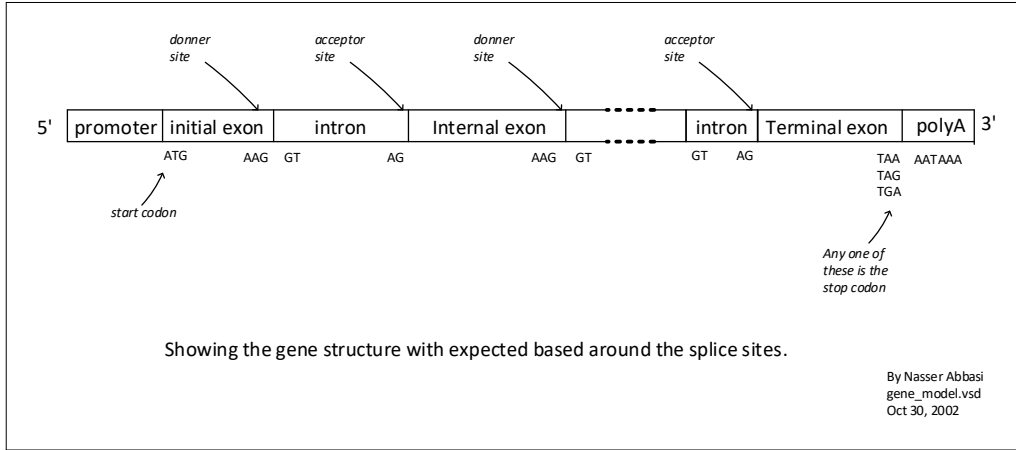 donner
site
acceptor
site
donner
site
acceptor
site
5' promoter initial exon intron Internal exon intron Terminal exon polyA 3'
ATG AAG GT AG AAG GT GT AG TAA AATAAA
TAG
TGA
start codon
Any one of
these is the
stop codon
Showing the gene structure with expected based around the splice sites.
By Nasser Abbasi
gene_model.vsd
Oct 30, 2002